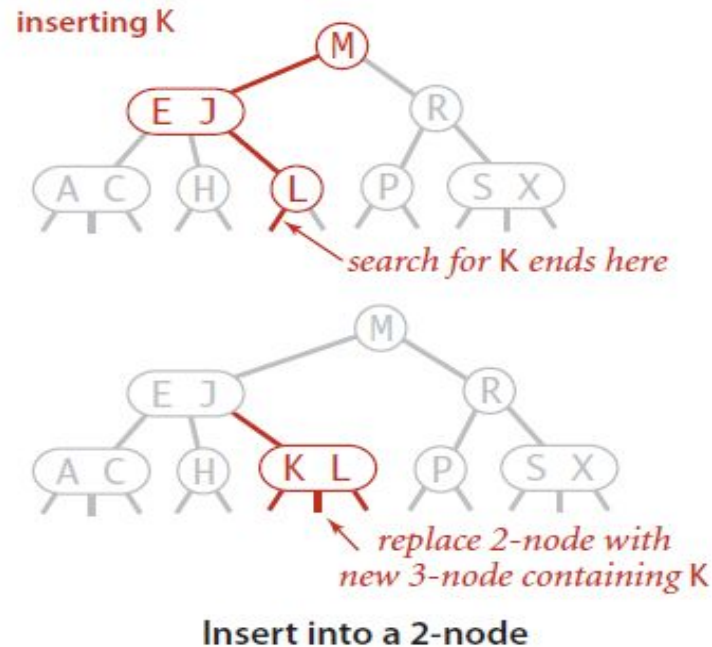 inserting K
M
E J
R
A C H L P S X
search for K ends here
M
E J
R
A C H K L P S X
replace 2-node with
new 3-node containing K
Insert into a 2-node